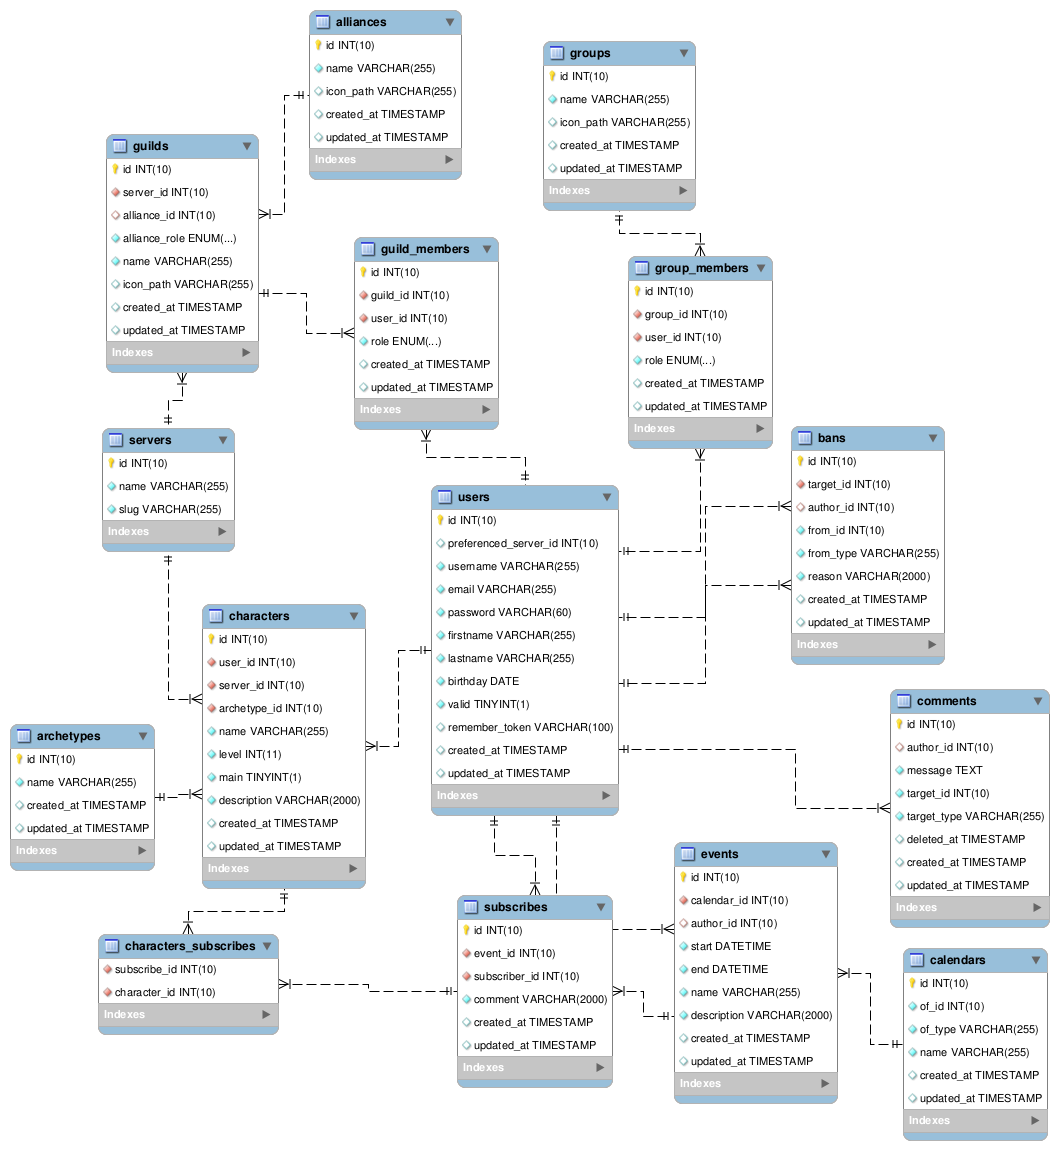 alliances
id INT(10)
name VARCHAR(255)
icon_path VARCHAR(255)
created_at TIMESTAMP
updated_at TIMESTAMP
Indexes
groups
id INT(10)
name VARCHAR(255)
icon_path VARCHAR(255)
created_at TIMESTAMP
updated_at TIMESTAMP
Indexes
guilds
id INT(10)
server_id INT(10)
alliance_id INT(10)
alliance_role ENUM(...)
name VARCHAR(255)
icon_path VARCHAR(255)
created_at TIMESTAMP
updated_at TIMESTAMP
Indexes
guild_members
id INT(10)
guild_id INT(10)
user_id INT(10)
role ENUM(...)
created_at TIMESTAMP
updated_at TIMESTAMP
Indexes
group_members
id INT(10)
group_id INT(10)
user_id INT(10)
role ENUM(...)
created_at TIMESTAMP
updated_at TIMESTAMP
Indexes
servers
id INT(10)
name VARCHAR(255)
slug VARCHAR(255)
Indexes
bans
id INT(10)
target_id INT(10)
author_id INT(10)
from_id INT(10)
from_type VARCHAR(255)
reason VARCHAR(2000)
created_at TIMESTAMP
updated_at TIMESTAMP
Indexes
users
id INT(10)
preferenced_server_id INT(10)
username VARCHAR(255)
email VARCHAR(255)
password VARCHAR(60)
firstname VARCHAR(255)
lastname VARCHAR(255)
birthday DATE
valid TINYINT(1)
remember_token VARCHAR(100)
created_at TIMESTAMP
updated_at TIMESTAMP
Indexes
characters
id INT(10)
user_id INT(10)
server_id INT(10)
archetype_id INT(10)
name VARCHAR(255)
level INT(11)
main TINYINT(1)
description VARCHAR(2000)
created_at TIMESTAMP
updated_at TIMESTAMP
Indexes
comments
id INT(10)
author_id INT(10)
message TEXT
target_id INT(10)
target_type VARCHAR(255)
deleted_at TIMESTAMP
created_at TIMESTAMP
updated_at TIMESTAMP
Indexes
archetypes
id INT(10)
name VARCHAR(255)
created_at TIMESTAMP
updated_at TIMESTAMP
Indexes
events
id INT(10)
calendar_id INT(10)
author_id INT(10)
start DATETIME
end DATETIME
name VARCHAR(255)
description VARCHAR(2000)
created_at TIMESTAMP
updated_at TIMESTAMP
Indexes
subscribes
id INT(10)
event_id INT(10)
subscriber_id INT(10)
comment VARCHAR(2000)
created_at TIMESTAMP
updated_at TIMESTAMP
Indexes
characters_subscribes
subscribe_id INT(10)
character_id INT(10)
Indexes
calendars
id INT(10)
of_id INT(10)
of_type VARCHAR(255)
name VARCHAR(255)
created_at TIMESTAMP
updated_at TIMESTAMP
Indexes